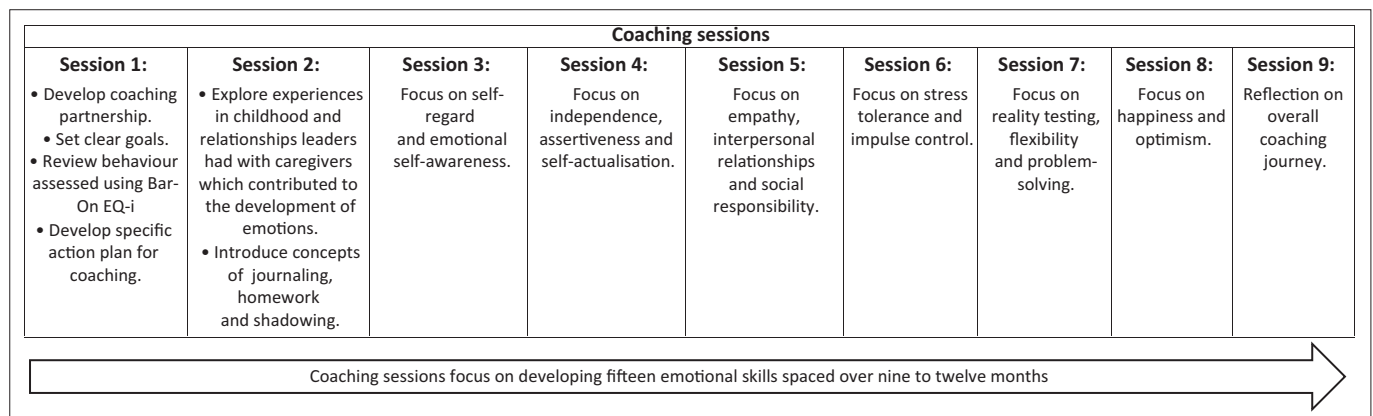 Coaching sessions
Session 1:
• Develop coaching
partnership.
• Set clear goals.
• Review behaviour
assessed using Bar-
On EQ-i
• Develop specific
action plan for
coaching.
Session 2:
• Explore experiences
in childhood and
relationships leaders
had with caregivers
which contributed to
the development of
emotions.
• Introduce concepts
of journaling,
homework
and shadowing.
Session 3:
Focus on self-
regard
and emotional
self-awareness.
Session 4:
Focus on
independence,
assertiveness and
self-actualisation.
Session 5:
Focus on
empathy,
interpersonal
relationships
and social
responsibility.
Session 6:
Focus on stress
tolerance and
impulse control.
Session 7:
Focus on
reality testing,
flexibility
and problem-
solving.
Session 8:
Focus on
happiness and
optimism.
Session 9:
Reflection on
overall
coaching
journey.
Coaching sessions focus on developing fifteen emotional skills spaced over nine to twelve months